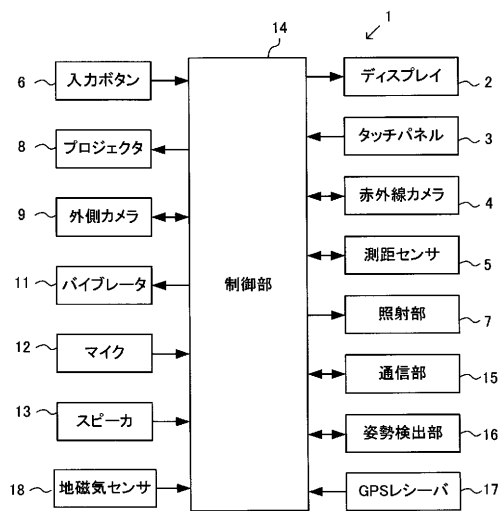 1
14
6
入力ボタン
8
プロジェクタ
9
外側カメラ
11
バイブレータ
12
マイク
13
スピーカ
18
地磁気センサ
制御部
ディスプレイ
2
タッチパネル
3
赤外線カメラ
4
測距センサ
5
照射部
7
通信部
15
姿勢検出部
16
GPSレシーバ
17